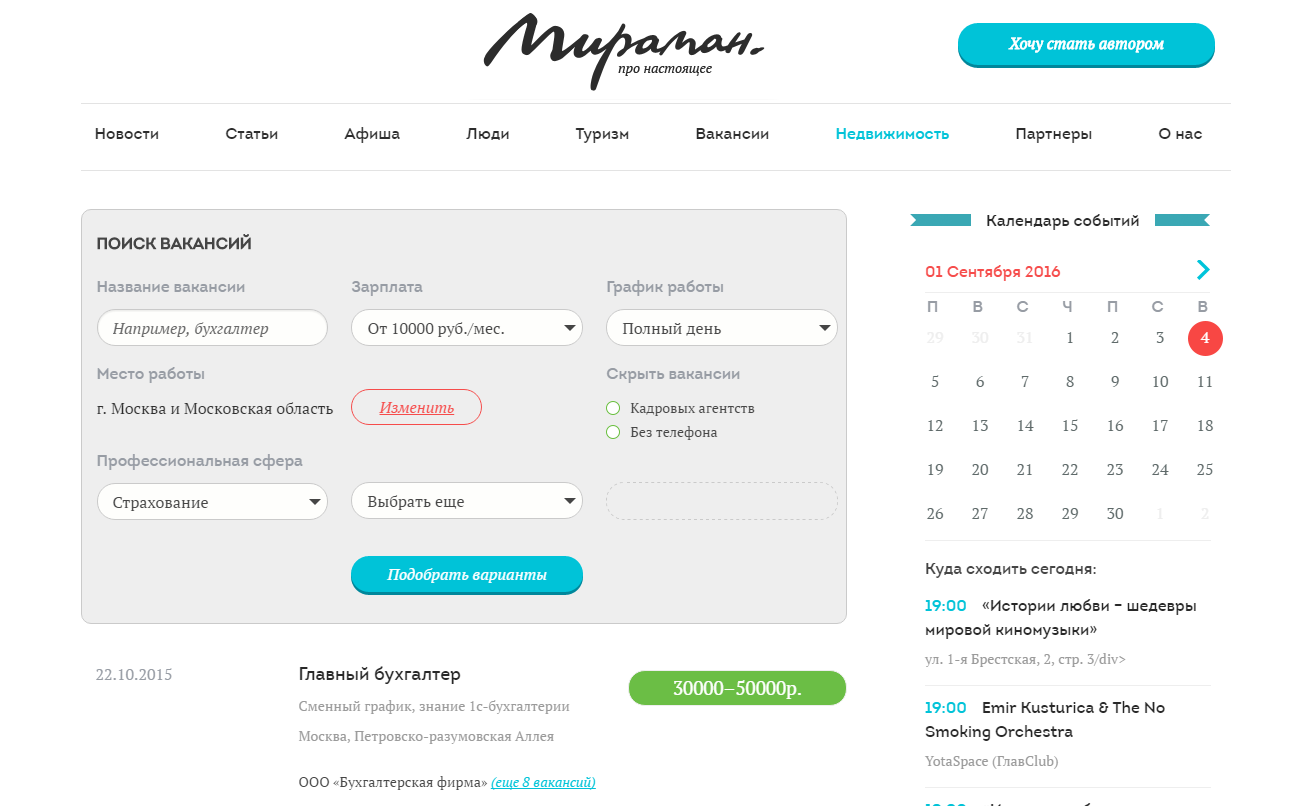 Мираман.
про настоящее
Хочу стать автором
Новости Статьи Афиша Люди Туризм Вакансии Недвижимость Партнеры О нас
ПОИСК ВАКАНСИЙ
Название вакансии Зарплата График работы
Например, бухгалтер От 10000 руб./мес. Полный день
Место работы Скрыть вакансии
г. Москва и Московская область Изменить Кадровых агентств
Без телефона
Профессиональная сфера
Страхование Выбрать еще
Подобрать варианты
22.10.2015 Главный бухгалтер 30000–50000р.
Сменный график, знание 1с-бухгалтерии
Москва, Петровско-разумовская Аллея
ООО «Бухгалтерская фирма» (еще 8 вакансий)
Календарь событий
01 Сентября 2016
П В С Ч П С В
29 30 31 1 2 3 4
5 6 7 8 9 10 11
12 13 14 15 16 17 18
19 20 21 22 23 24 25
26 27 28 29 30 1 2
Куда сходить сегодня:
19:00 «Истории любви – шедевры
мировой киномузыки»
ул. 1-я Брестская, 2, стр. 3/div>
19:00 Emir Kusturica & The No
Smoking Orchestra
YotaSpace (ГлавClub)